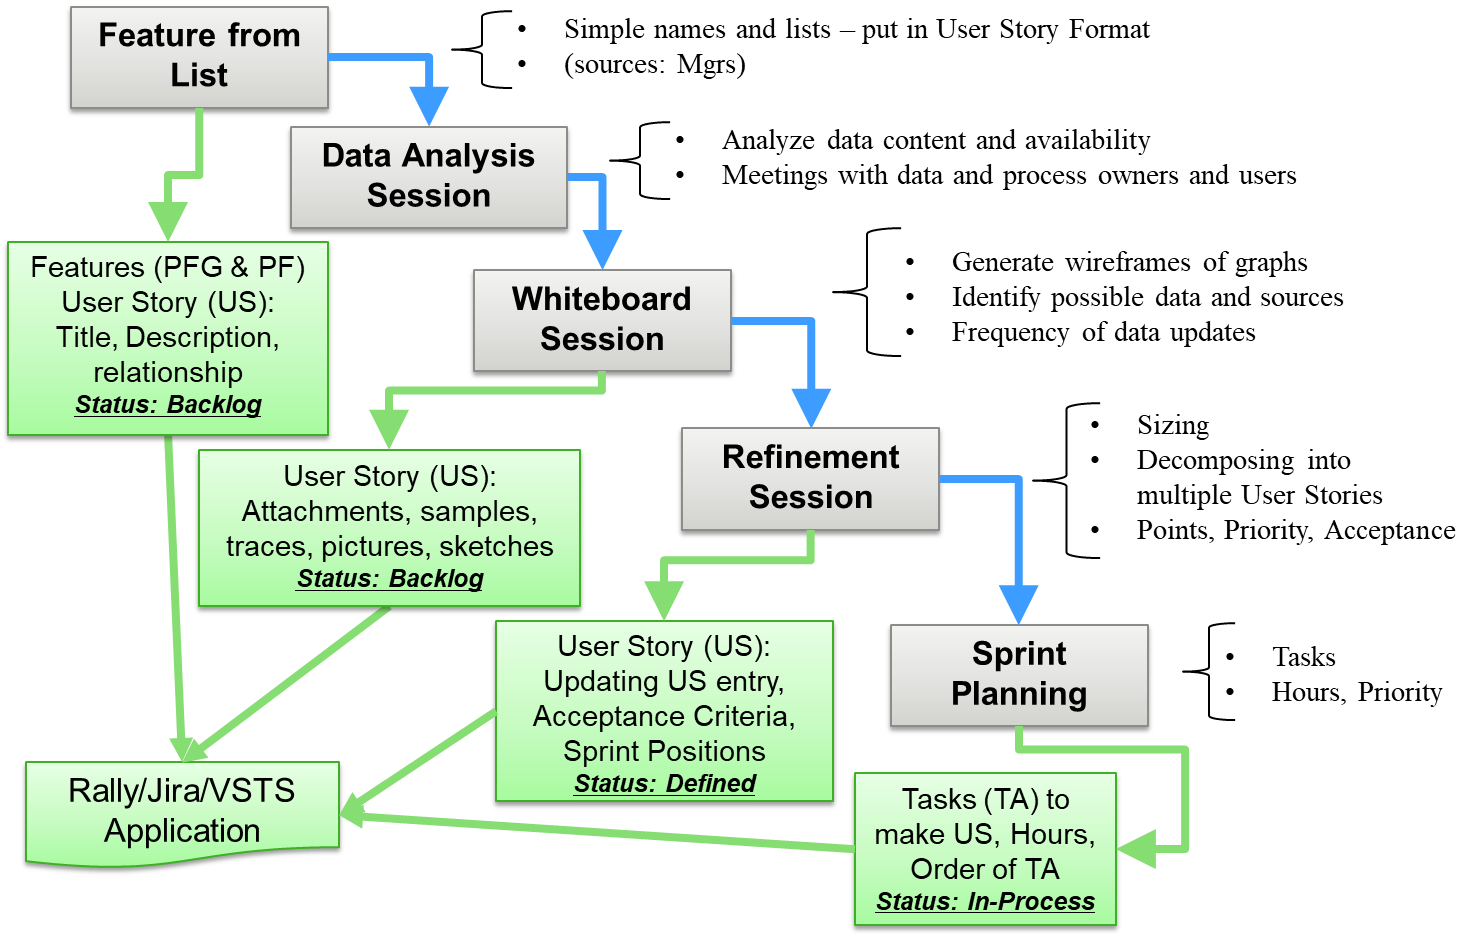 Feature from
List
• Simple names and lists – put in User Story Format
• (sources: Mgrs)
Data Analysis
Session
• Analyze data content and availability
• Meetings with data and process owners and users
Whiteboard
Session
• Generate wireframes of graphs
• Identify possible data and sources
• Frequency of data updates
Features (PFG & PF)
User Story (US):
Title, Description,
relationship
Status: Backlog
Refinement
Session
• Sizing
• Decomposing into
multiple User Stories
• Points, Priority, Acceptance
User Story (US):
Attachments, samples,
traces, pictures, sketches
Status: Backlog
Sprint
Planning
• Tasks
• Hours, Priority
User Story (US):
Updating US entry,
Acceptance Criteria,
Sprint Positions
Status: Defined
Rally/Jira/VSTS
Application
Tasks (TA) to
make US, Hours,
Order of TA
Status: In-Process